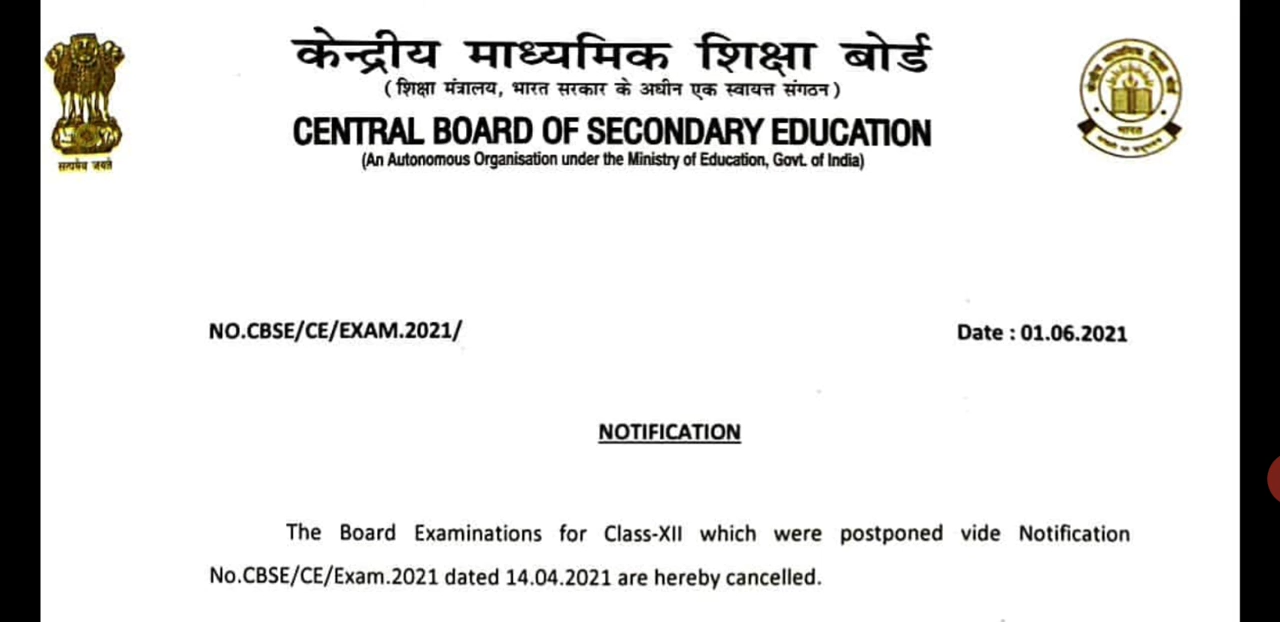 केन्द्रीय माध्यमिक शिक्षा बोर्ड
(शिक्षा मंत्रालय, भारत सरकार के अधीन एक स्वायत्त संगठन)
CENTRAL BOARD OF SECONDARY EDUCATION
(An Autonomous Organisation under the Ministry of Education, Govt. of India)
सत्यमेव जयते
भारत
NO.CBSE/CE/EXAM.2021/
Date : 01.06.2021
NOTIFICATION
The Board Examinations for Class-XII which were postponed vide Notification
No.CBSE/CE/Exam.2021 dated 14.04.2021 are hereby cancelled.